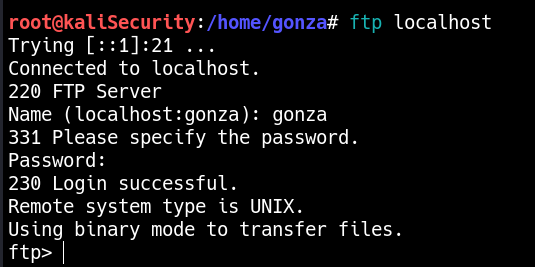 root@kaliSecurity:/home/gonza# ftp localhost
Trying [::1]:21 ...
Connected to localhost.
220 FTP Server
Name (localhost:gonza): gonza
331 Please specify the password.
Password:
230 Login successful.
Remote system type is UNIX.
Using binary mode to transfer files.
ftp>